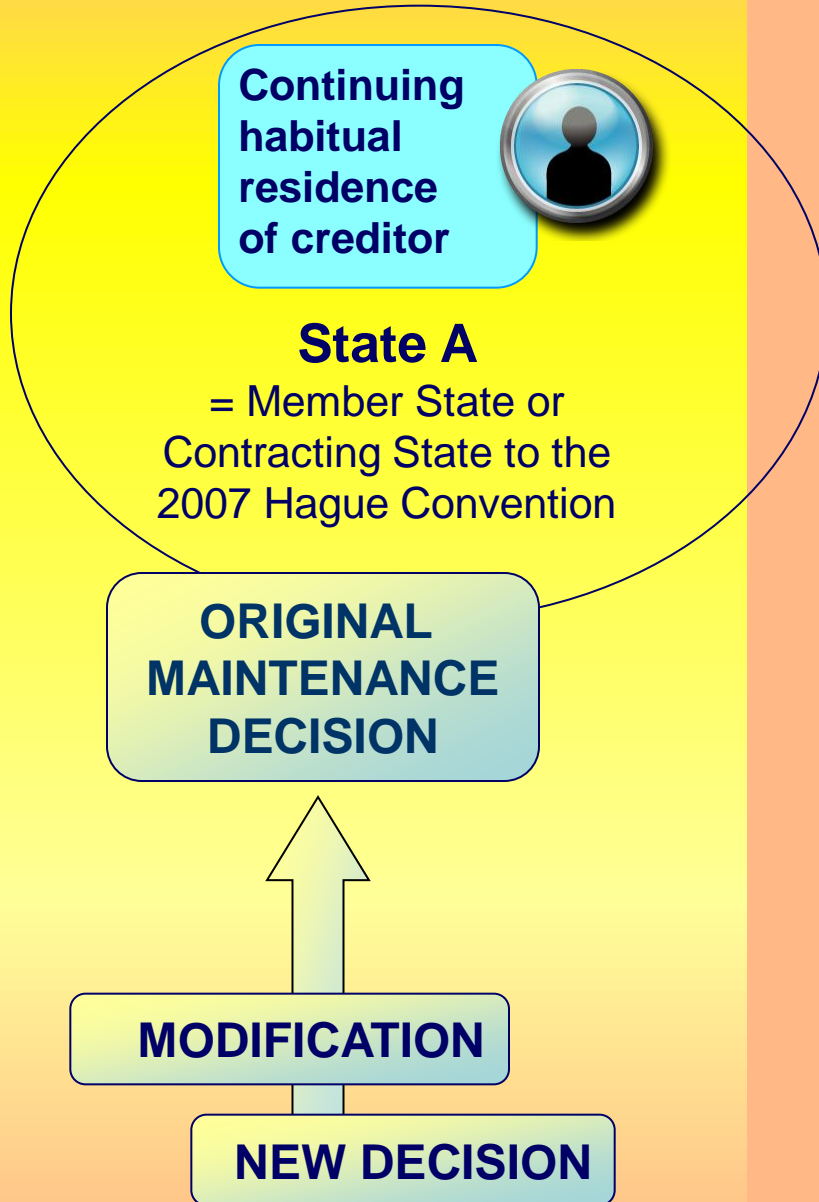 Continuing
habitual
residence
of creditor
State A
= Member State or
Contracting State to the
2007 Hague Convention
ORIGINAL
MAINTENANCE
DECISION
MODIFICATION
NEW DECISION